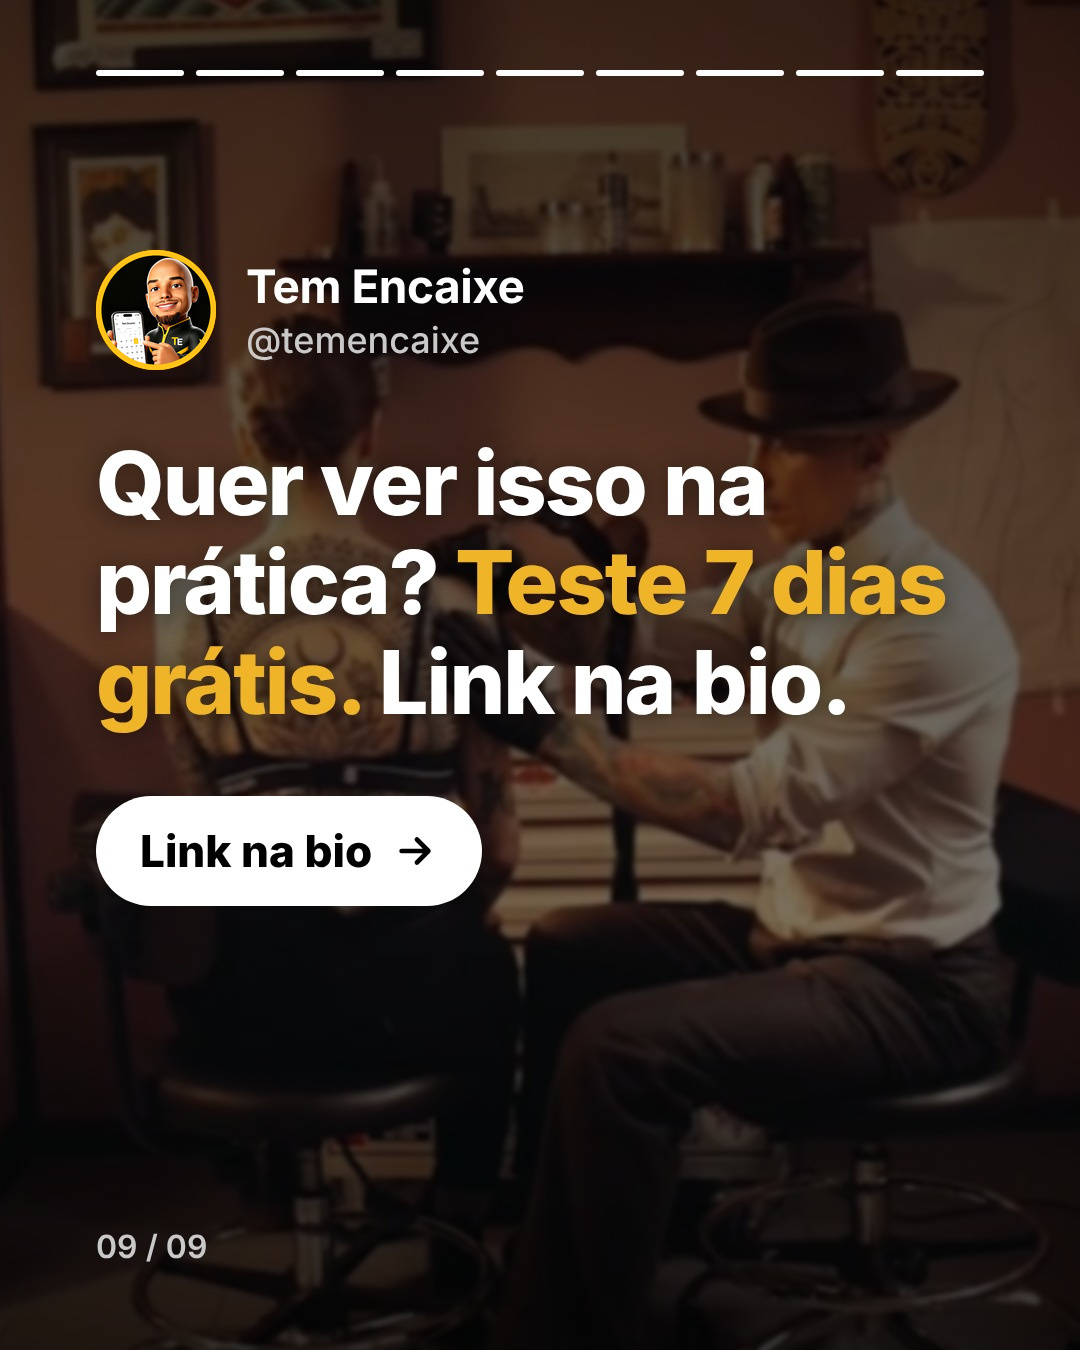 Tem Encaixe
@temencaixe
TE
Quer ver isso na
prática? Teste 7 dias
grátis. Link na bio.
Link na bio →
09 / 09